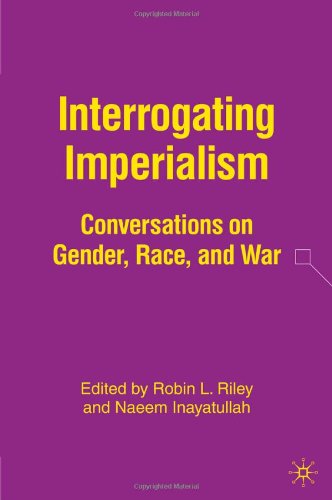 Interrogating
Imperialism
Conversations on
Gender, Race, and War
Edited by Robin L. Riley
and Naeem Inayatullah